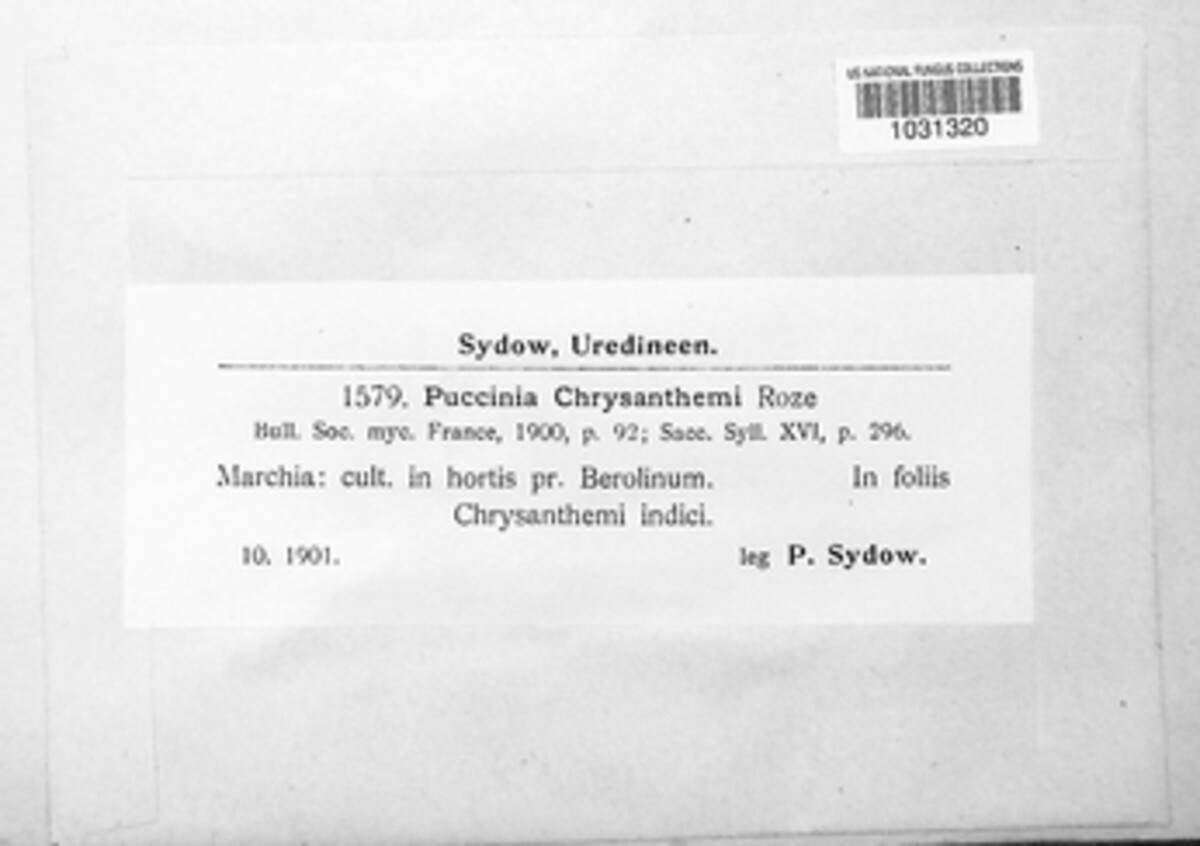 US NATIONAL FUNGUS COLLECTIONS
1031320
Sydow, Uredineen.
1579. Puccinia Chrysanthemi Roze
Bull. Soc. myc. France, 1900, p. 92; Sacc. Syll. XVI, p. 296.
Marchia: cult. in hortis pr. Berolinum. In foliis
Chrysanthemi indici.
10. 1901. leg P. Sydow.